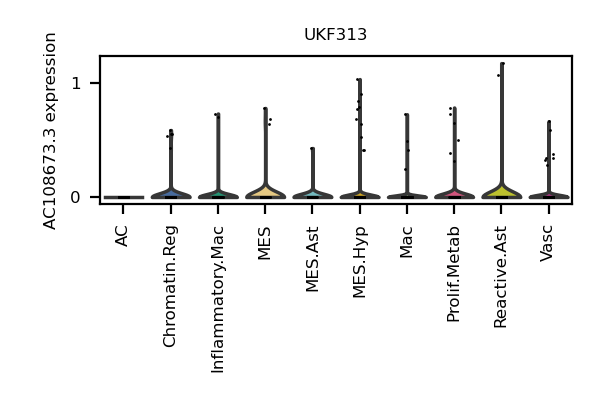 UKF313
AC108673.3 expression
1
0
AC
Chromatin.Reg
Inflammatory.Mac
MES
MES.Ast
MES.Hyp
Mac
Prolif.Metab
Reactive.Ast
Vasc